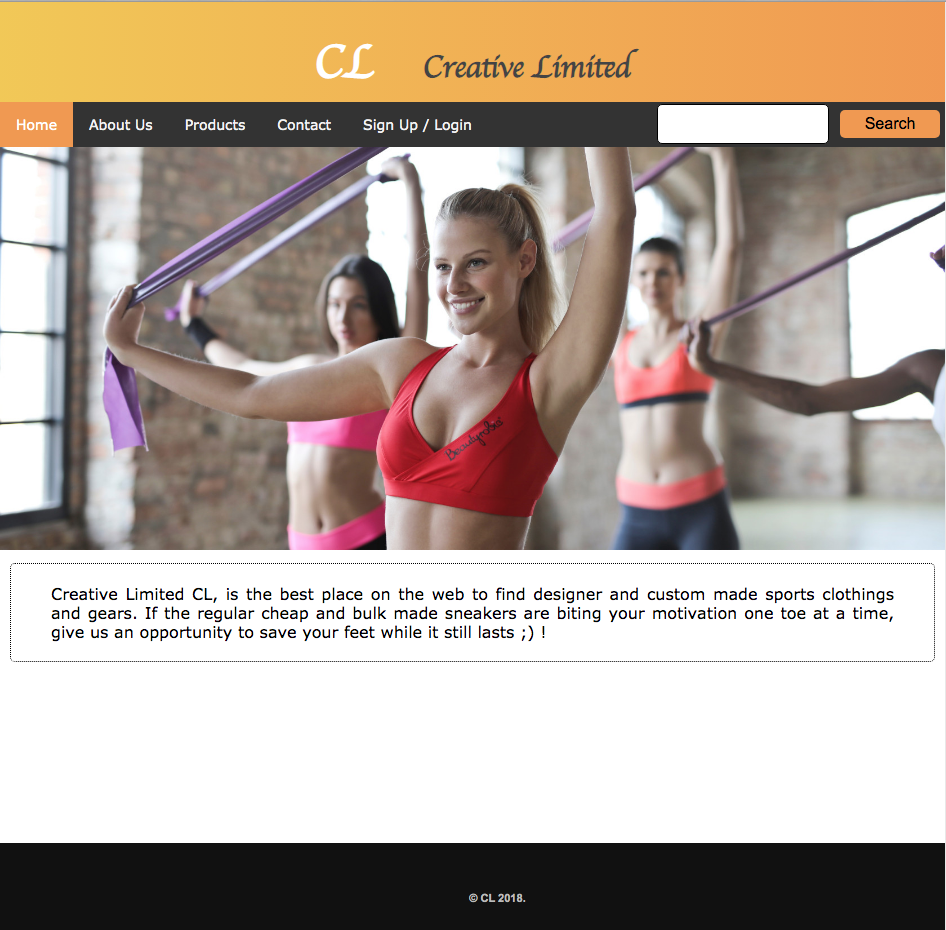 CL Creative Limited
Home About Us Products Contact Sign Up / Login Search
Beautyrobes
Creative Limited CL, is the best place on the web to find designer and custom made sports clothings
and gears. If the regular cheap and bulk made sneakers are biting your motivation one toe at a time,
give us an opportunity to save your feet while it still lasts ;) !
© CL 2018.